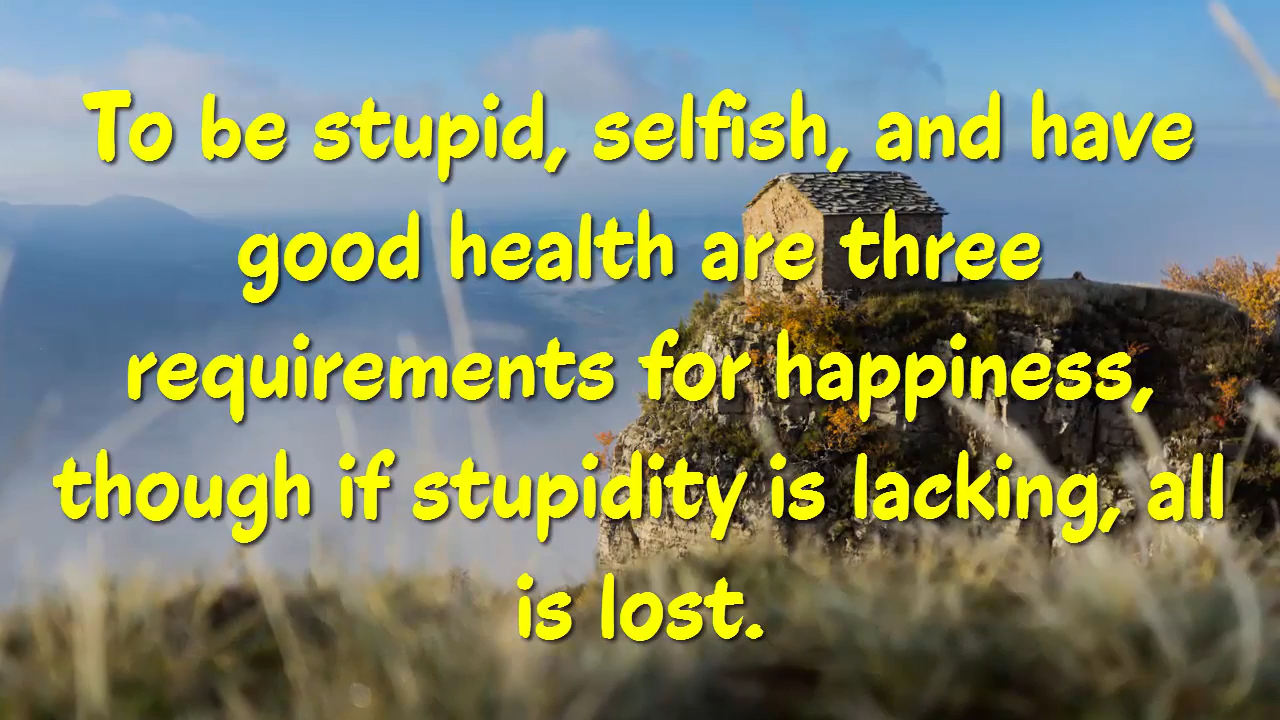 To be stupid, selfish, and have
good health are three
requirements for happiness,
though if stupidity is lacking, all
is lost.